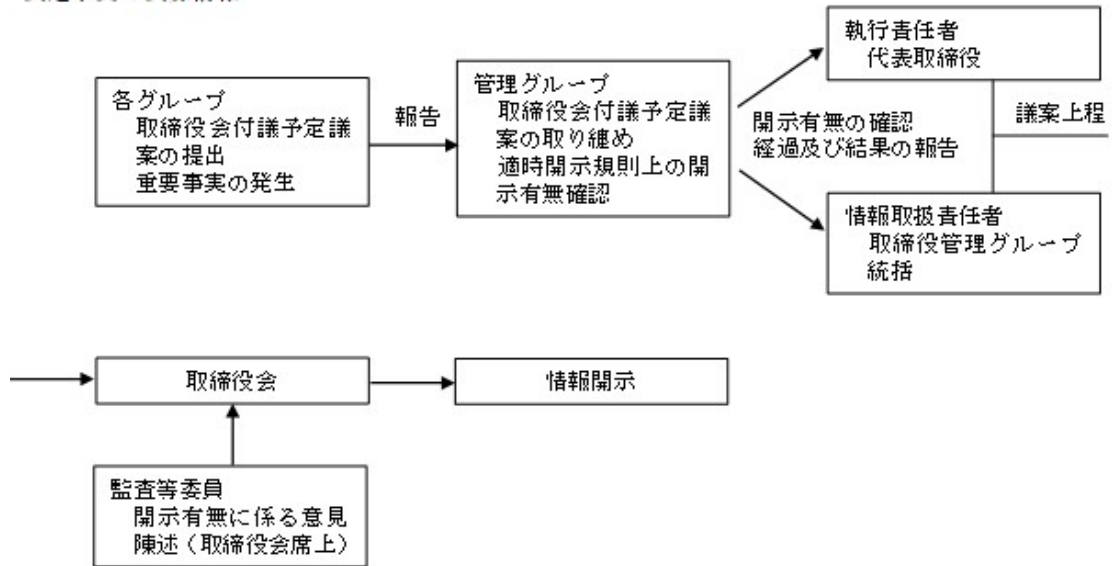 各グループ
取締役会付議予定議
案の提出
重要事実の発生
報告
管理グループ
取締役会付議予定議
案の取り纏め
適時開示規則上の開
示有無確認
開示有無の確認
経過及び結果の報告
執行責任者
代表取締役
議案上程
情報取扱責任者
取締役管理グループ
統括
取締役会
情報開示
監査等委員
開示有無に係る意見
陳述（取締役会席上）